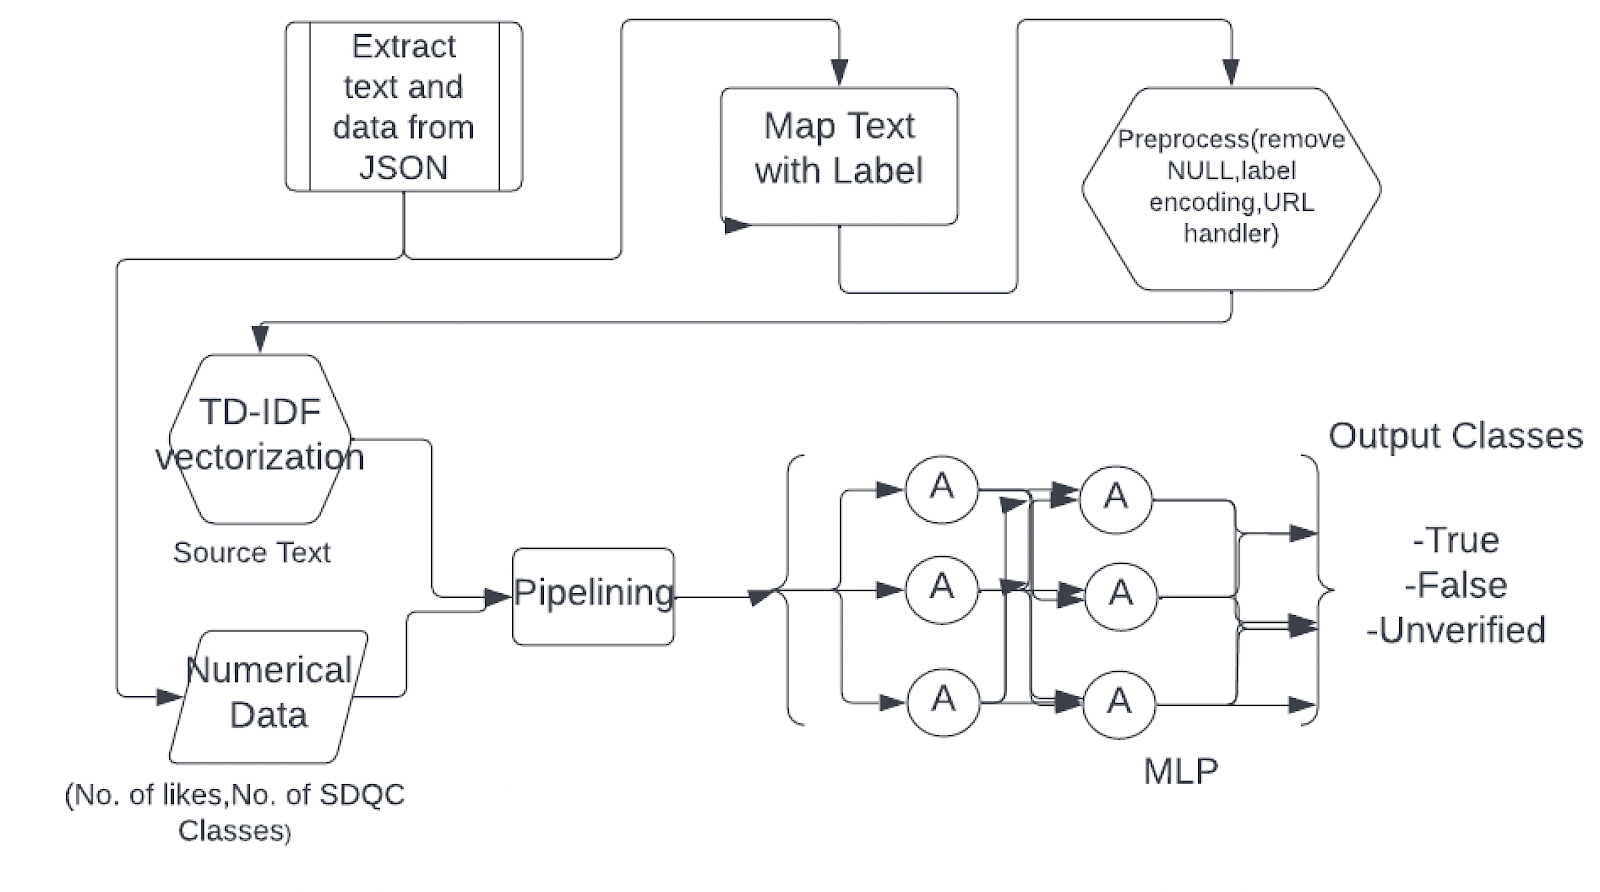 Extract
text and
data from
JSON
Map Text
with Label
Preprocess(remove
NULL,label
encoding,URL
handler)
TD-IDF
vectorization
Source Text
Numerical
Data
(No. of likes,No. of SDQC
Classes)
Pipelining
A
A
A
A
A
A
MLP
Output Classes
-True
-False
-Unverified